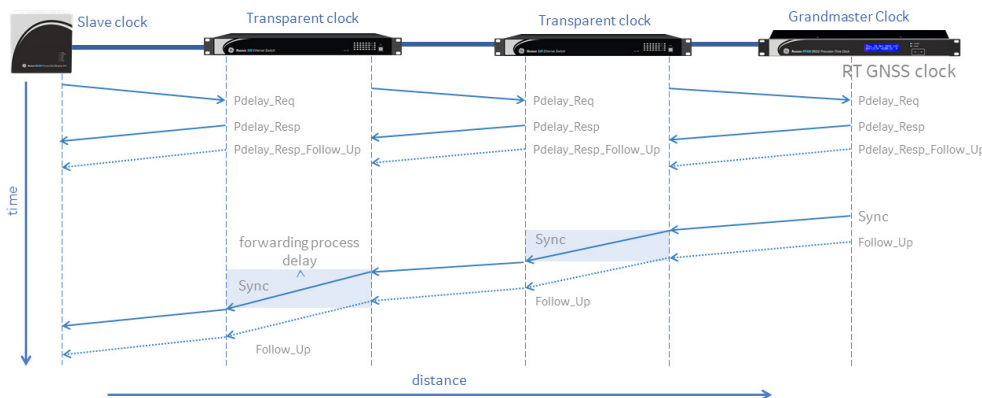 Slave clock
Transparent clock
Transparent clock
Grandmaster Clock
RT GNSS clock
Pdelay_Req
Pdelay_Req
Pdelay_Req
Pdelay_Resp
Pdelay_Resp
Pdelay_Resp
Pdelay_Resp_Follow_Up
Pdelay_Resp_Follow_Up
Pdelay_Resp_Follow_Up
time
Sync
Follow_Up
Sync
forwarding process
delay
Sync
Follow_Up
Follow_Up
distance